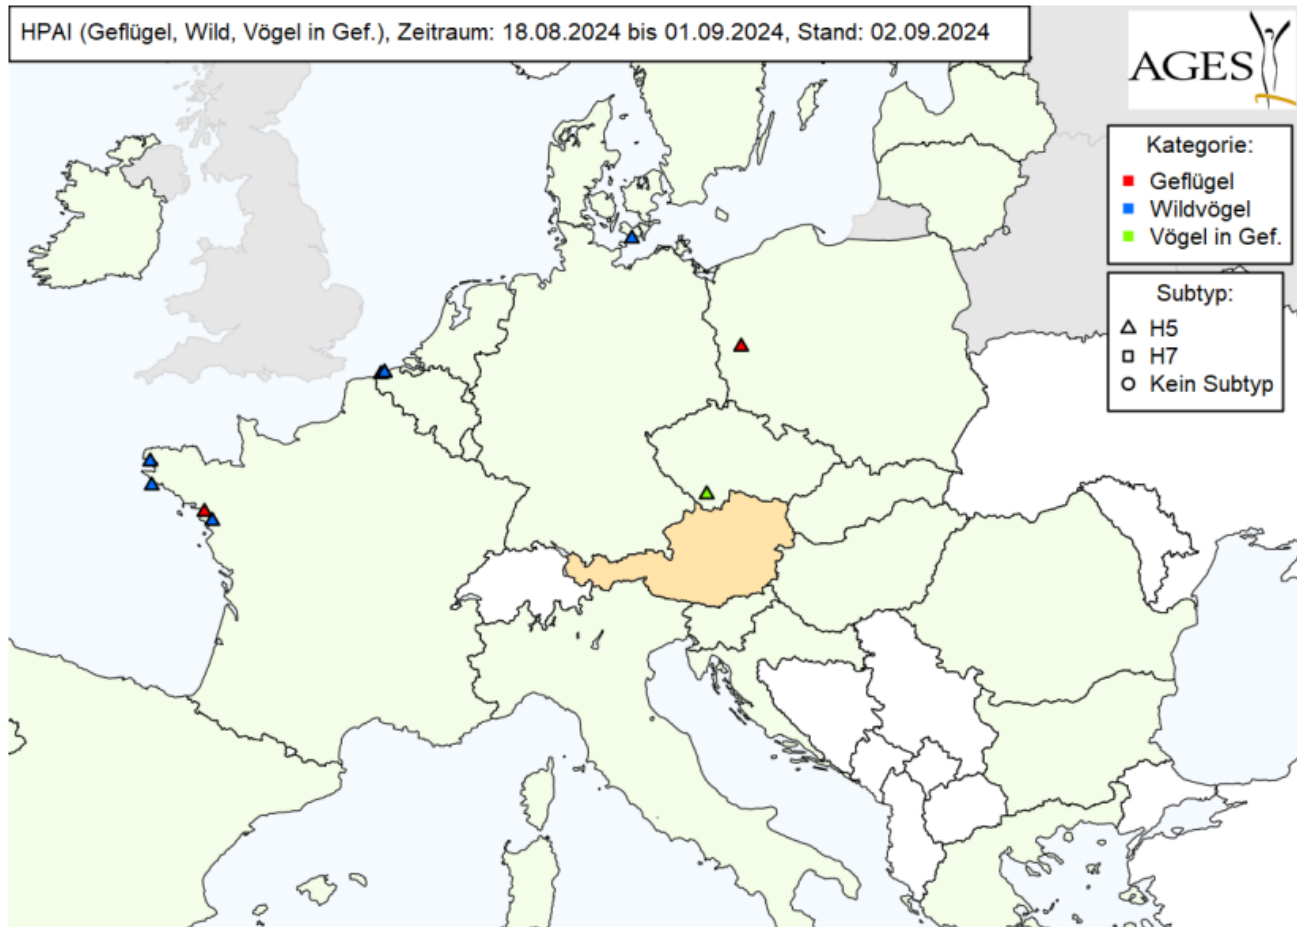 HPAI (Geflügel, Wild, Vögel in Gef.), Zeitraum: 18.08.2024 bis 01.09.2024, Stand: 02.09.2024
AGES
Kategorie:
Geflügel
Wildvögel
Vögel in Gef.
Subtyp:
H5
H7
Kein Subtyp